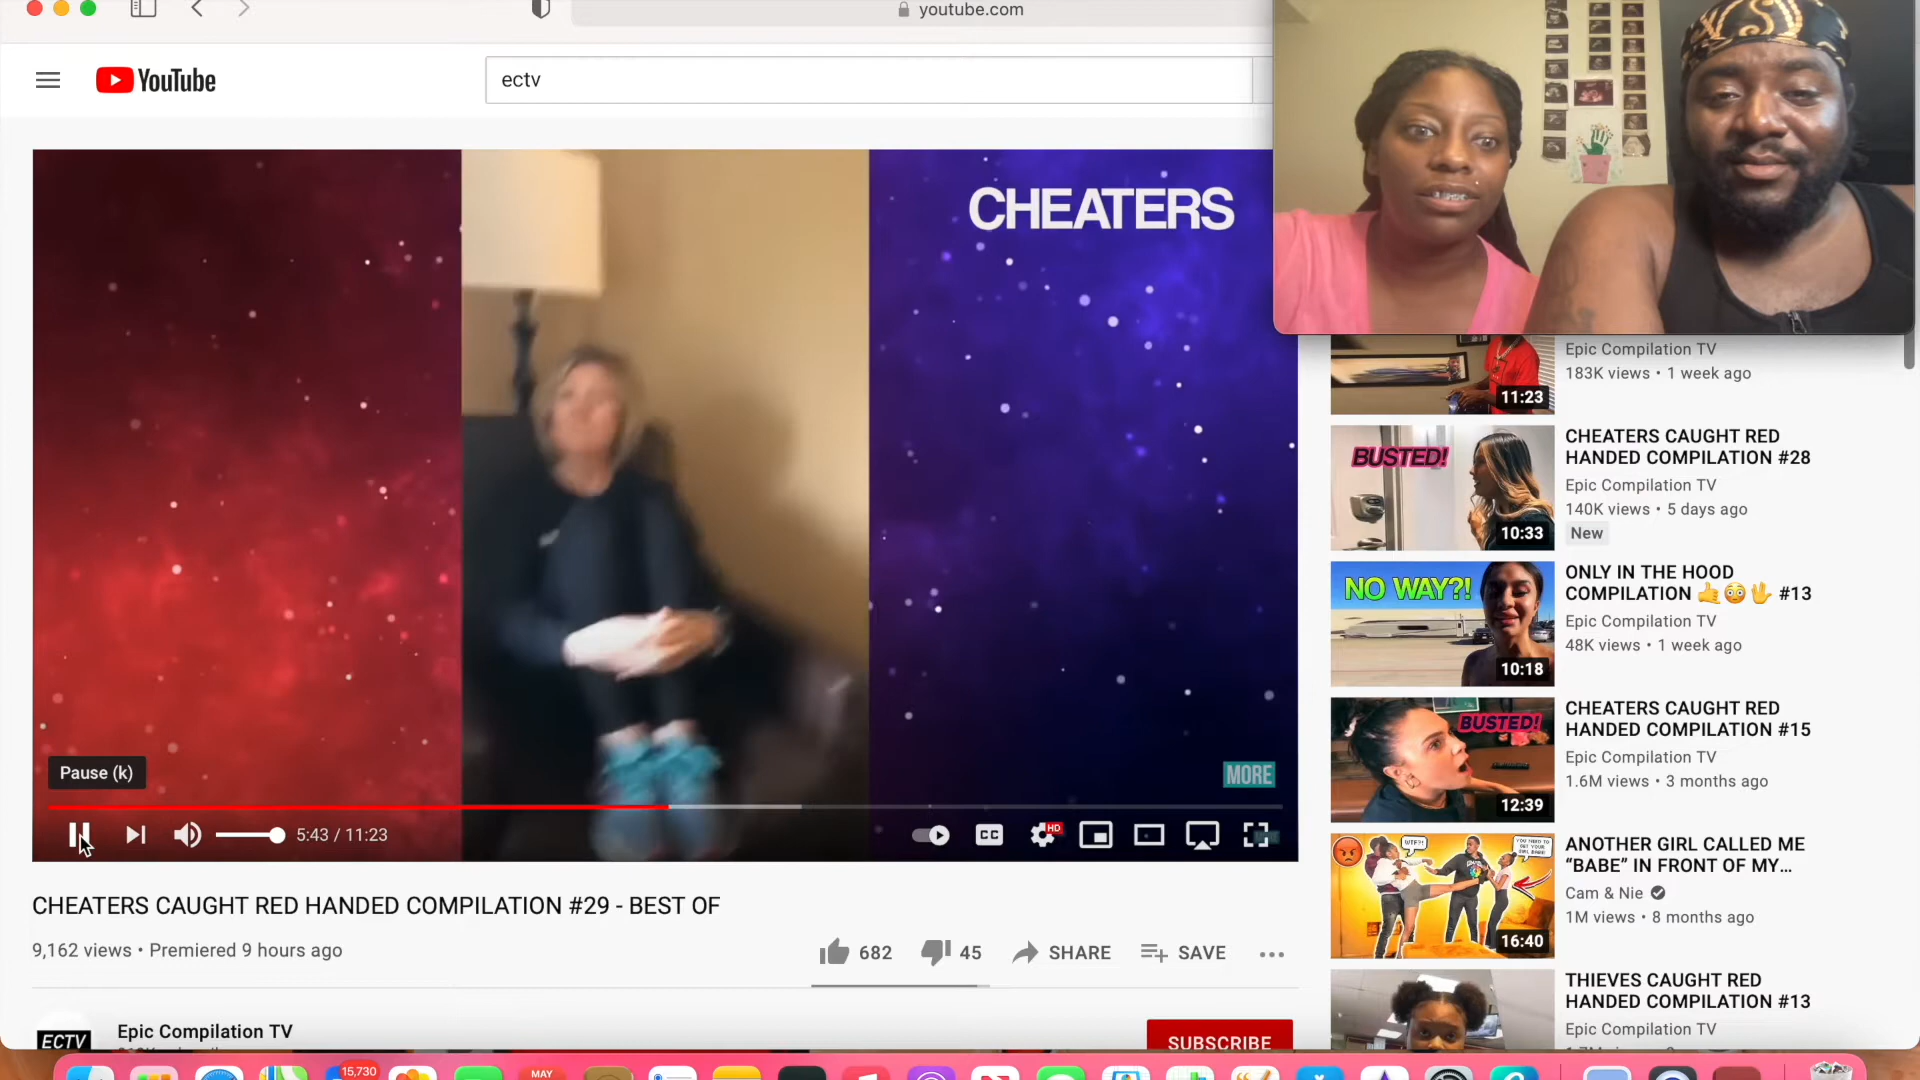 youtube.com
YouTube
ectv
CHEATERS
MORE
Pause (k)
5:43 / 11:23
CC
HD
CHEATERS CAUGHT RED HANDED COMPILATION #29 - BEST OF
9,162 views • Premiered 9 hours ago
682
45
SHARE
SAVE
ECTV
Epic Compilation TV
SUBSCRIBE
Epic Compilation TV
183K views • 1 week ago
11:23
BUSTED!
10:33
CHEATERS CAUGHT RED
HANDED COMPILATION #28
Epic Compilation TV
140K views • 5 days ago
New
NO WAY?!
10:18
ONLY IN THE HOOD
COMPILATION 🤙😳🖖 #13
Epic Compilation TV
48K views • 1 week ago
BUSTED!
12:39
CHEATERS CAUGHT RED
HANDED COMPILATION #15
Epic Compilation TV
1.6M views • 3 months ago
WTF?!
16:40
ANOTHER GIRL CALLED ME
“BABE” IN FRONT OF MY...
Cam & Nie
1M views • 8 months ago
THIEVES CAUGHT RED
HANDED COMPILATION #13
Epic Compilation TV
15,730
MAY